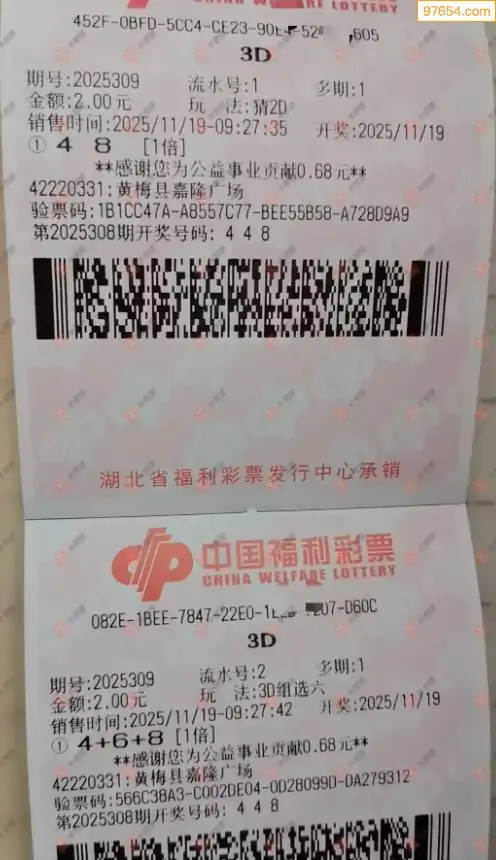 97654.com
CHINA WELFARE LOTTERY
452F-0BFD-5CC4-CE23-90E 52 605
3D
期号:2025309 流水号:1 多期:1
金额:2.00元 玩 法:猜2D
销售时间:2025/11/19-09:27:35 开奖:2025/11/19
① 4 8 [1倍]
**感谢您为公益事业贡献0.68元**
42220331:黄梅县嘉隆广场
验票码:1B1CC47A-A8557C77-BEE55B58-A728D9A9
第2025308期开奖号码: 4 4 8
湖北省福利彩票发行中心承销
中国福利彩票
CHINA WELFARE LOTTERY
082E-1BEE-7847-22E0-1 E07-D60C
3D
期号:2025309 流水号:2 多期:1
金额:2.00元 玩 法:3D组选六
销售时间:2025/11/19-09:27:42 开奖:2025/11/19
① 4+6+8 [1倍]
**感谢您为公益事业贡献0.68元**
42220331:黄梅县嘉隆广场
验票码:566C38A3-C002DE04-0D28099D-DA279312
第2025308期开奖号码: 4 4 8